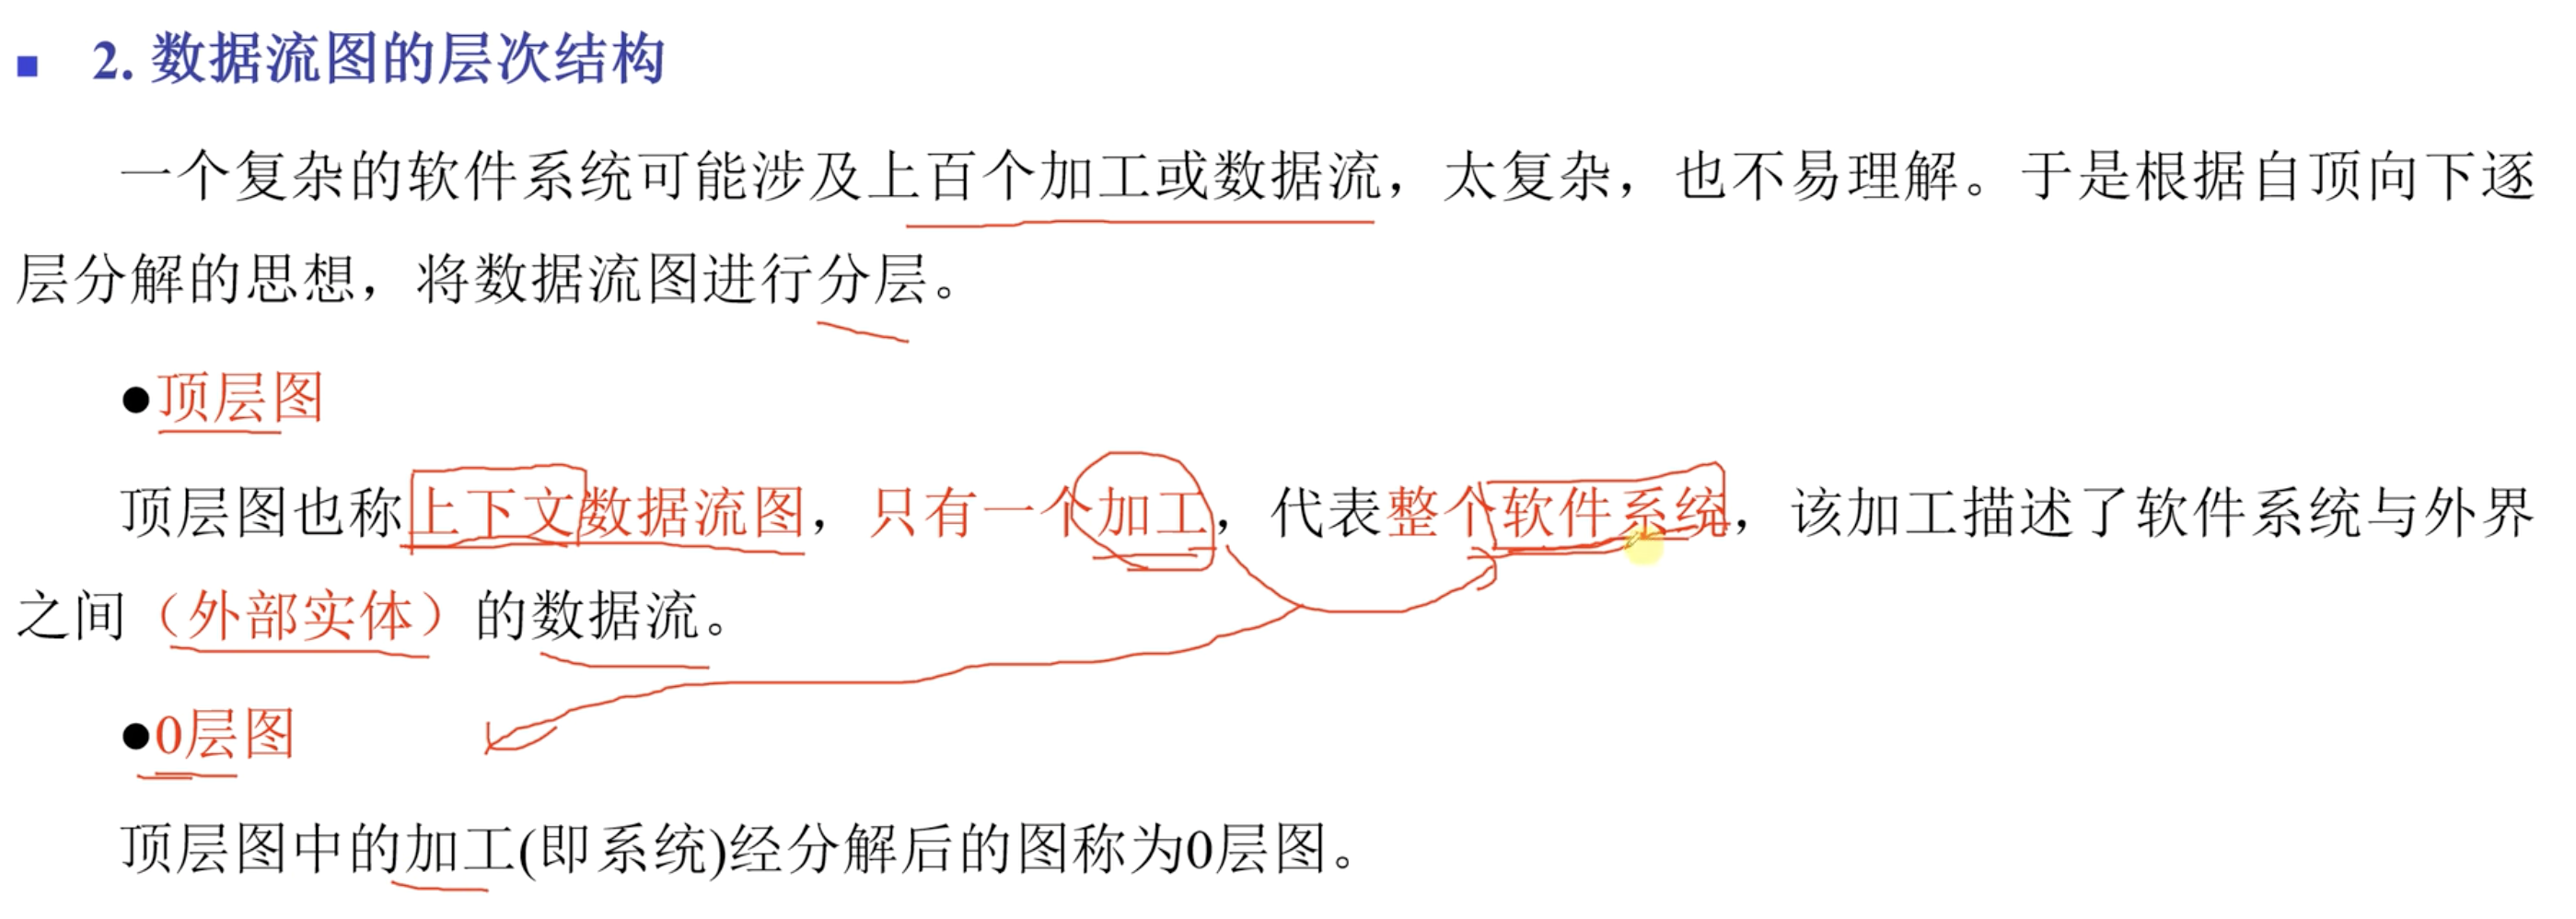 ■ 2. 数据流图的层次结构
一个复杂的软件系统可能涉及上百个加工或数据流，太复杂，也不易理解。于是根据自顶向下逐
层分解的思想，将数据流图进行分层。
●顶层图
顶层图也称上下文数据流图，只有一个加工，代表整个软件系统，该加工描述了软件系统与外界
之间（外部实体）的数据流。
●0层图
顶层图中的加工(即系统)经分解后的图称为0层图。